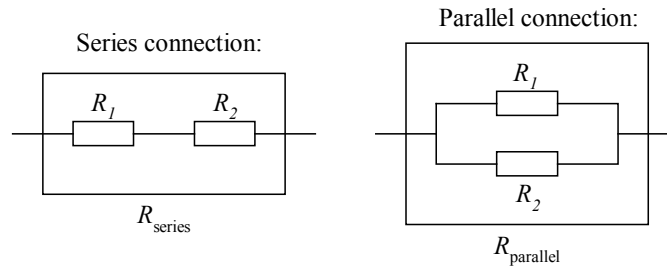 Series connection:
R1 R2
Rseries
Parallel connection:
R1
R2
Rparallel